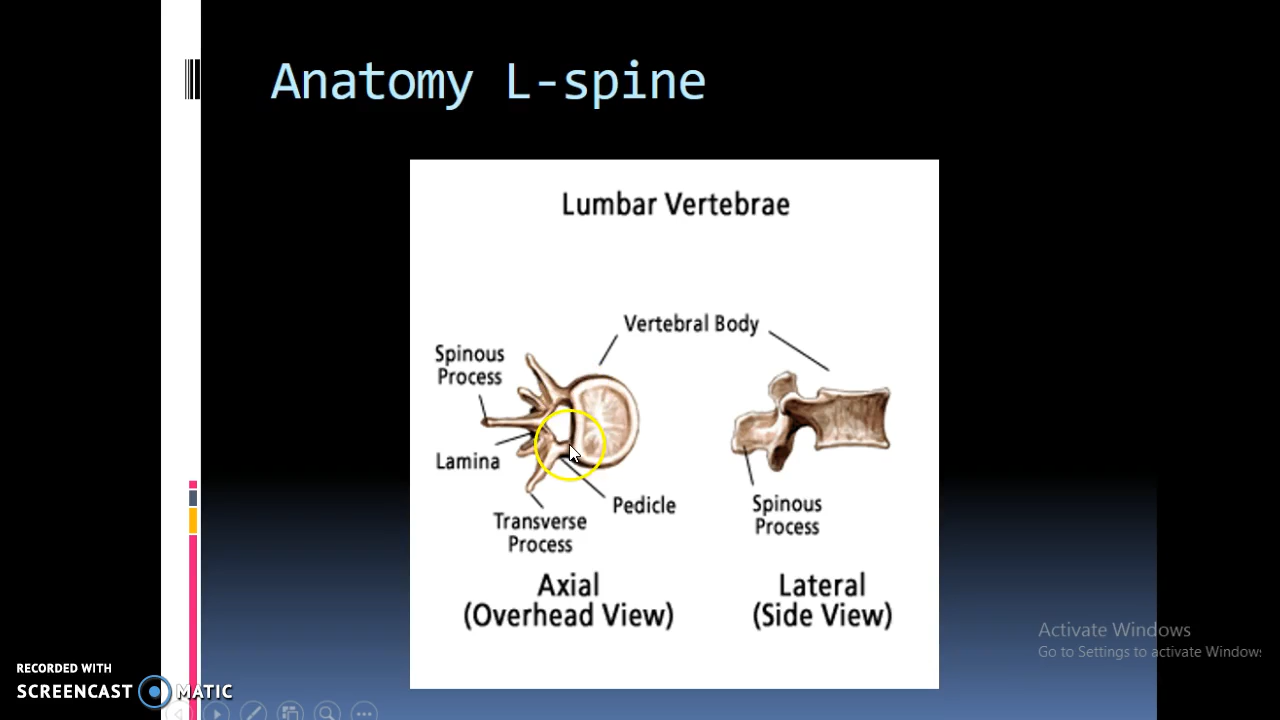 Anatomy L-spine
Lumbar Vertebrae
Vertebral Body
Spinous
Process
Lamina
Pedicle
Transverse
Process
Spinous
Process
Axial
(Overhead View)
Lateral
(Side View)
Activate Windows
Go to Settings to activate Windows
RECORDED WITH
SCREENCAST MATIC